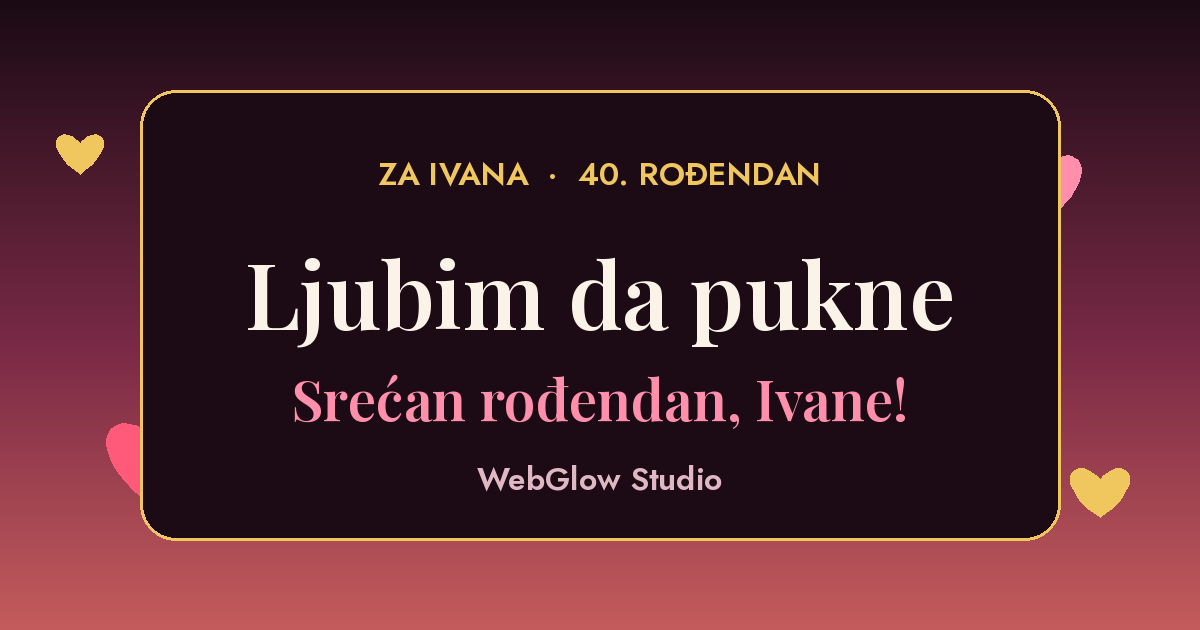 ZA IVANA · 40. ROĐENDAN
Ljubim da pukne
Srećan rođendan, Ivane!
WebGlow Studio